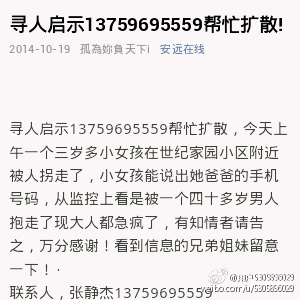 寻人启示13759695559帮忙扩散!
2014-10-19 孤為妳負天下i 安远在线
寻人启示13759695559帮忙扩散，今天上
午一个三岁多小女孩在世纪家园小区附近
被人拐走了，小女孩能说出她爸爸的手机
号码，从监控上看是被一个四十多岁男人
抱走了现大人都急疯了，有知情者请告
之，万分感谢！看到信息的兄弟姐妹留意
一下！·
联系人，张静杰13759695559
@用户5305896029
weibo.com/u/5305896029